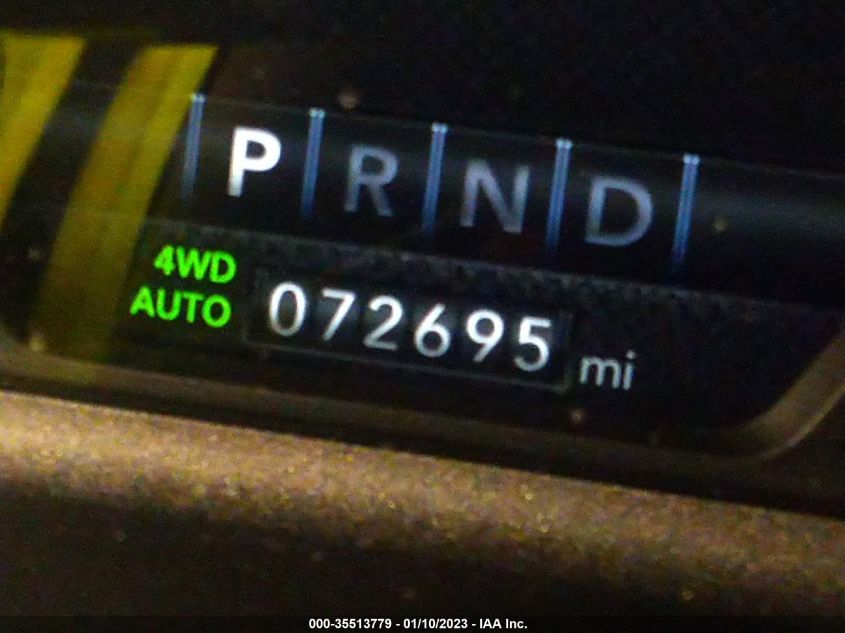 P R N D
4WD
AUTO
072695 mi
000-35513779 - 01/10/2023 - IAA Inc.